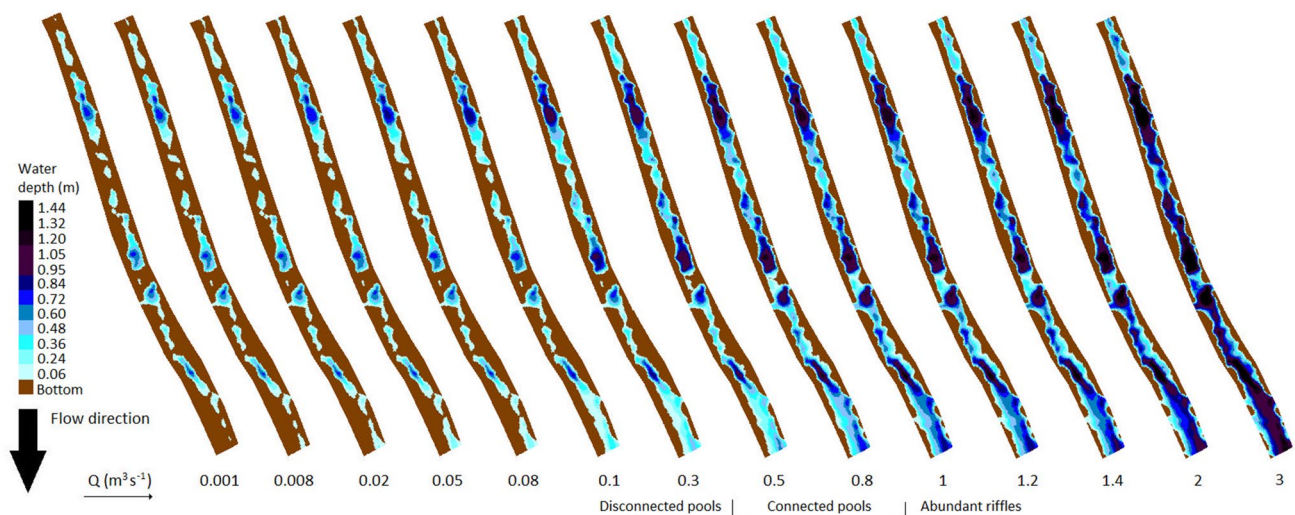 Water
depth (m)
1.44
1.32
1.20
1.05
0.95
0.84
0.72
0.60
0.48
0.36
0.24
0.06
Bottom
Flow direction
Q (m³s⁻¹) 0.001 0.008 0.02 0.05 0.08 0.1 0.3 0.5 0.8 1 1.2 1.4 2 3
Disconnected pools | Connected pools | Abundant riffles